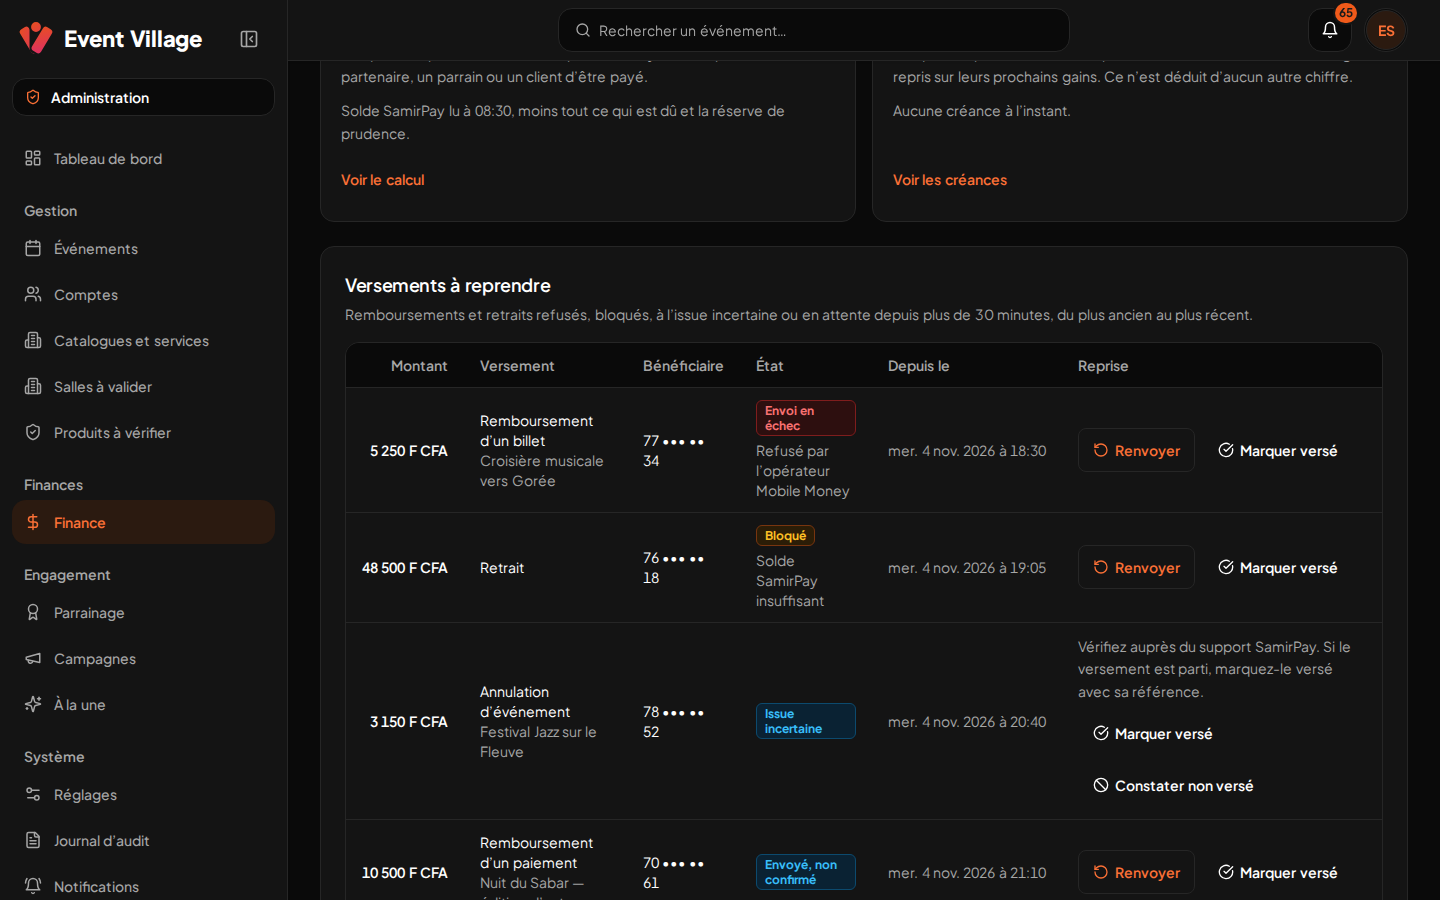 Event Village
Rechercher un événement…
65
ES
Administration
Tableau de bord
Gestion
Événements
Comptes
Catalogues et services
Salles à valider
Produits à vérifier
Finances
Finance
Engagement
Parrainage
Campagnes
À la une
Système
Réglages
Journal d'audit
Notifications
partenaire, un parrain ou un client d'être payé.
Solde SamirPay lu à 08:30, moins tout ce qui est dû et la réserve de
prudence.
Voir le calcul
repris sur leurs prochains gains. Ce n'est déduit d'aucun autre chiffre.
Aucune créance à l'instant.
Voir les créances
Versements à reprendre
Remboursements et retraits refusés, bloqués, à l'issue incertaine ou en attente depuis plus de 30 minutes, du plus ancien au plus récent.
Montant Versement Bénéficiaire État Depuis le Reprise
5 250 F CFA
Remboursement
d'un billet
Croisière musicale
vers Gorée
77 ••• ••
34
Envoi en
échec
Refusé par
l'opérateur
Mobile Money
mer. 4 nov. 2026 à 18:30
Renvoyer
Marquer versé
48 500 F CFA
Retrait
76 ••• ••
18
Bloqué
Solde
SamirPay
insuffisant
mer. 4 nov. 2026 à 19:05
Renvoyer
Marquer versé
3 150 F CFA
Annulation
d'événement
Festival Jazz sur le
Fleuve
78 ••• ••
52
Issue
incertaine
mer. 4 nov. 2026 à 20:40
Vérifiez auprès du support SamirPay. Si le
versement est parti, marquez-le versé
avec sa référence.
Marquer versé
Constater non versé
10 500 F CFA
Remboursement
d'un paiement
Nuit du Sabar —
70 ••• ••
61
Envoyé, non
confirmé
mer. 4 nov. 2026 à 21:10
Renvoyer
Marquer versé